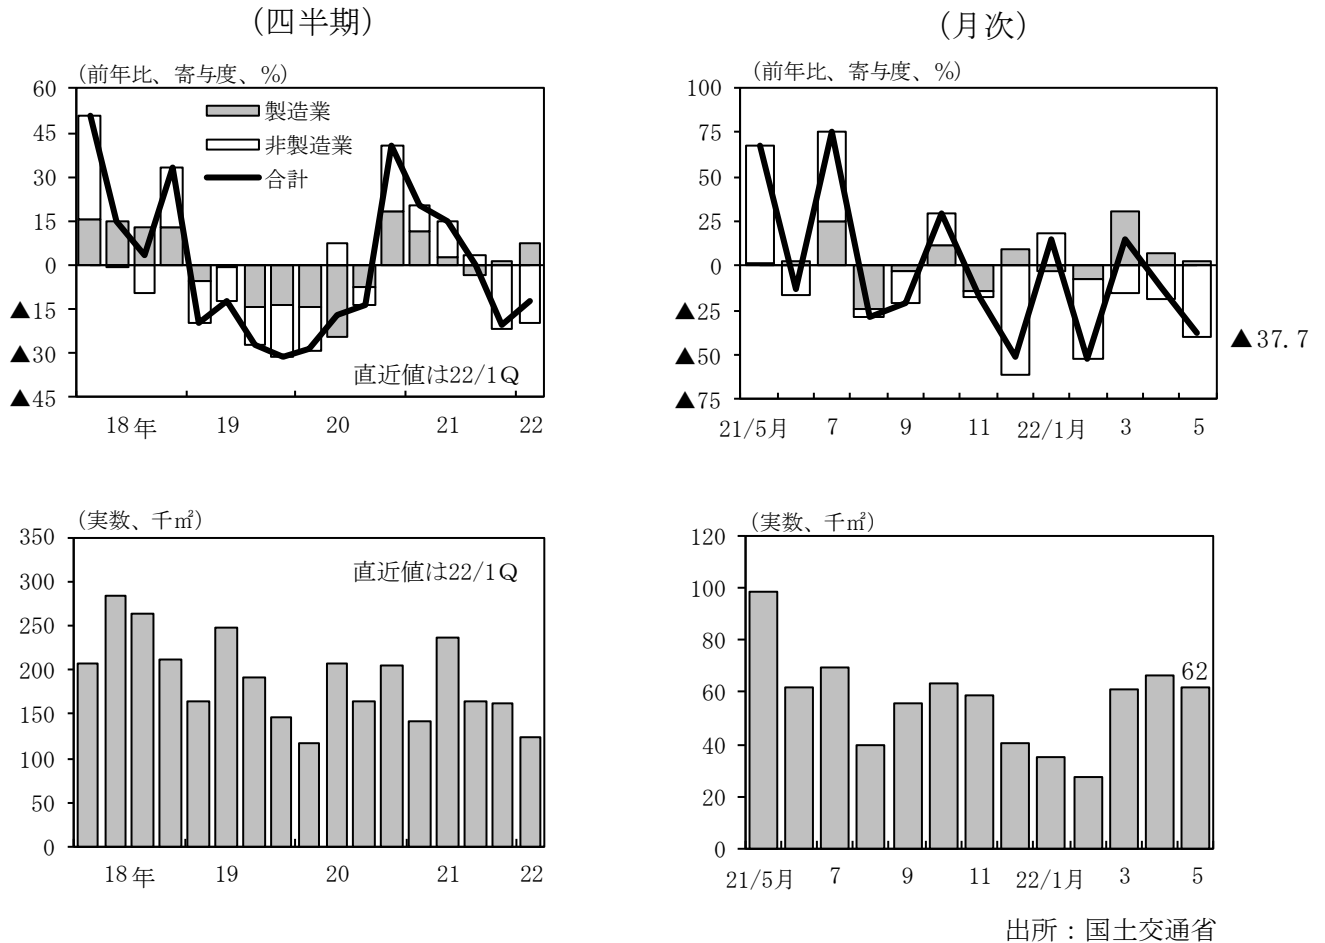 (四半期)
(前年比、寄与度、%)
60
45
30
15
0
▲15
▲30
▲45
製造業
非製造業
合計
直近値は22/1Q
18年 19 20 21 22
(月次)
(前年比、寄与度、%)
100
75
50
25
0
▲25
▲50
▲75
▲37.7
21/5月 7 9 11 22/1月 3 5
(実数、千㎡)
350
300
250
200
150
100
50
0
直近値は22/1Q
18年 19 20 21 22
(実数、千㎡)
120
100
80
60
40
20
0
62
21/5月 7 9 11 22/1月 3 5
出所：国土交通省